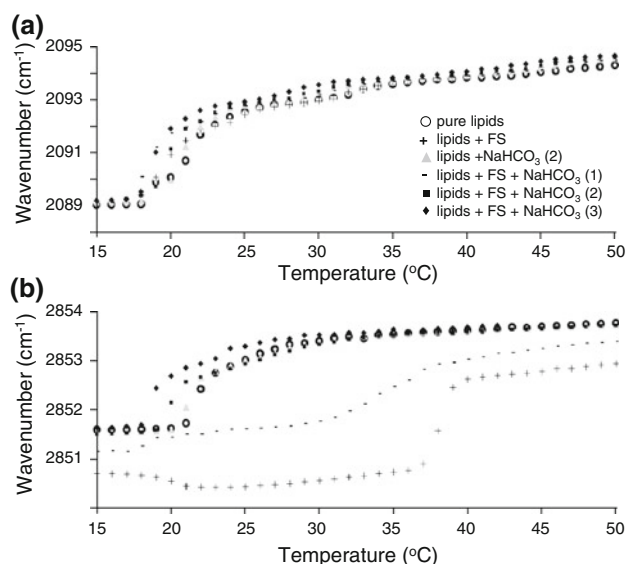 (a)
2095
2093
2091
2089
Wavenumber (cm-1)
15 20 25 30 35 40 45 50
Temperature (oC)
pure lipids
lipids + FS
lipids +NaHCO3 (2)
lipids + FS + NaHCO3 (1)
lipids + FS + NaHCO3 (2)
lipids + FS + NaHCO3 (3)
(b)
2854
2853
2852
2851
Wavenumber (cm-1)
15 20 25 30 35 40 45 50
Temperature (oC)